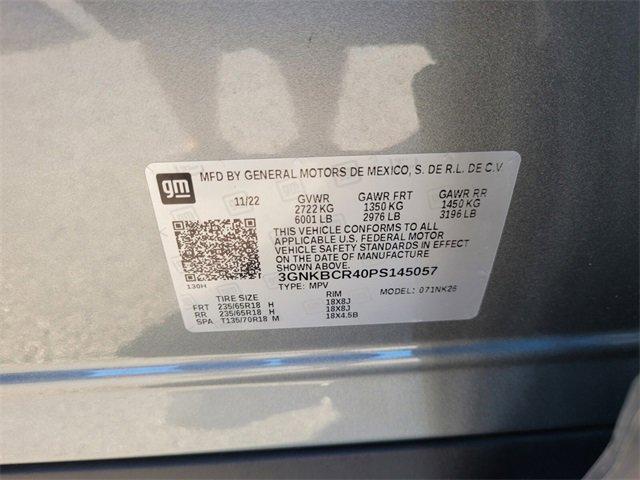 gm
MFD BY GENERAL MOTORS DE MEXICO, S. DE R.L. DE C.V
11/22 GVWR GAWR FRT GAWR RR
2722 KG 1350 KG 1450 KG
6001 LB 2976 LB 3196 LB
THIS VEHICLE CONFORMS TO ALL
APPLICABLE U.S. FEDERAL MOTOR
VEHICLE SAFETY STANDARDS IN EFFECT
ON THE DATE OF MANUFACTURE
SHOWN ABOVE.
3GNKBCR40PS145057
130H TYPE: MPV MODEL: 071NK26
TIRE SIZE RIM
FRT 235/65R18 H 18X8J
RR 235/65R18 H 18X8J
SPA T135/70R18 M 18X4.5B